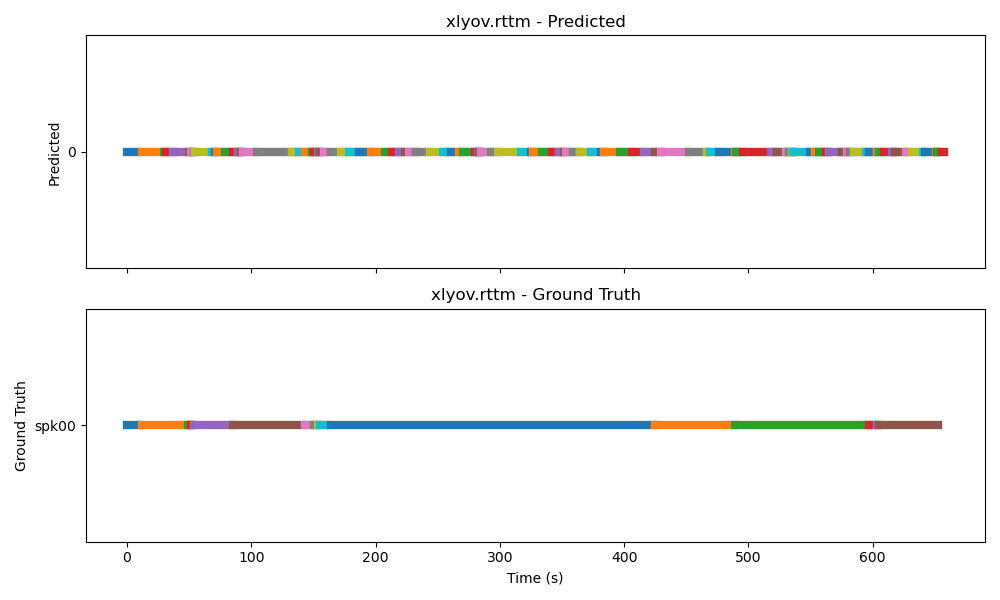 xlyov.rttm - Predicted
Predicted
0
xlyov.rttm - Ground Truth
Ground Truth
spk00
0 100 200 300 400 500 600
Time (s)